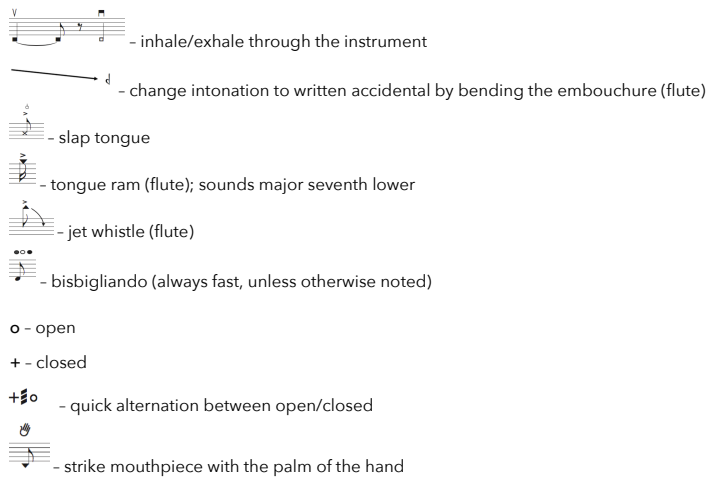 – inhale/exhale through the instrument
– change intonation to written accidental by bending the embouchure (flute)
– slap tongue
– tongue ram (flute); sounds major seventh lower
– jet whistle (flute)
– bisbigliando (always fast, unless otherwise noted)
o – open
+ – closed
+ o – quick alternation between open/closed
– strike mouthpiece with the palm of the hand